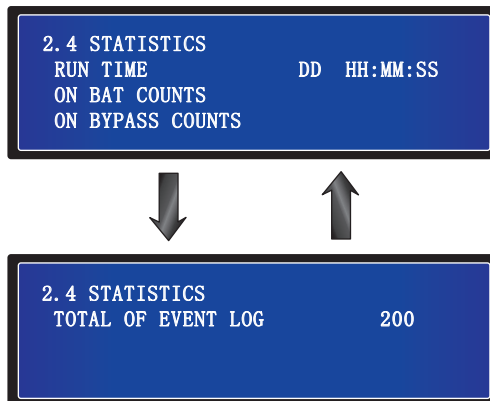 2.4 STATISTICS
RUN TIME DD HH:MM:SS
ON BAT COUNTS
ON BYPASS COUNTS
2.4 STATISTICS
TOTAL OF EVENT LOG 200